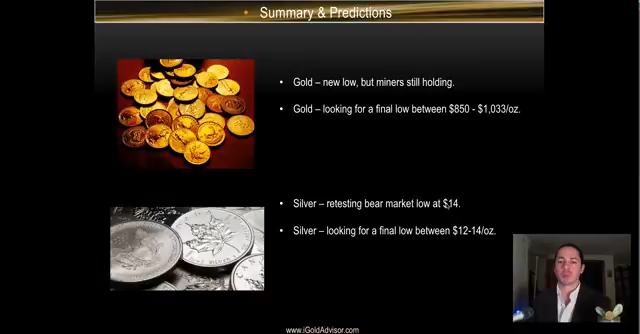 Summary & Predictions
Gold – new low, but miners still holding.
Gold – looking for a final low between $850 - $1,033/oz.
Silver – retesting bear market low at $14.
Silver – looking for a final low between $12-14/oz.
www.iGoldAdvisor.com